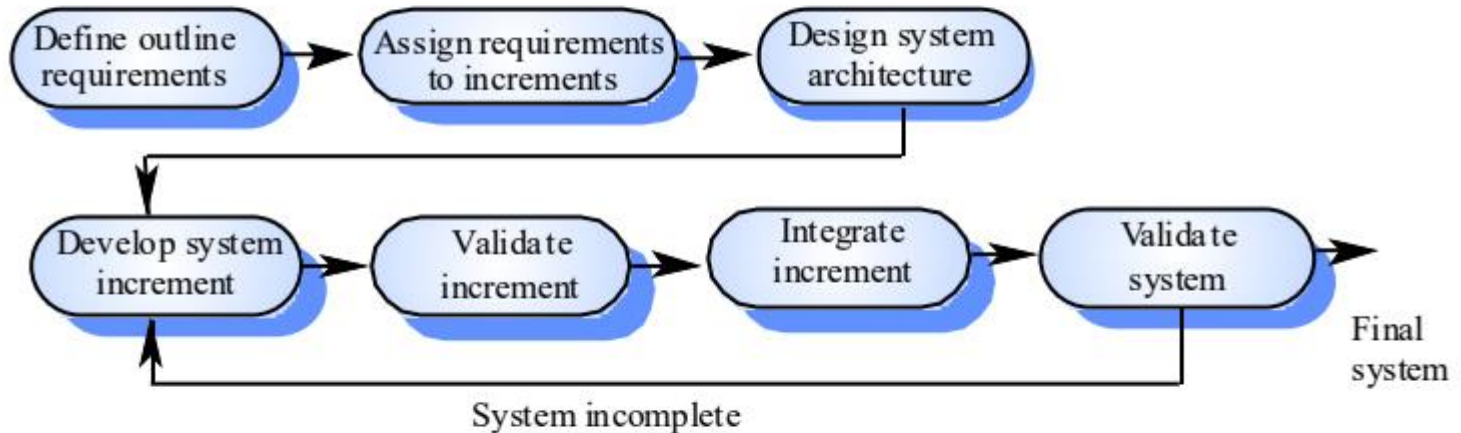 Define outline
requirements
Assign requirements
to increments
Design system
architecture
Develop system
increment
Validate
increment
Integrate
increment
Validate
system
Final
system
System incomplete